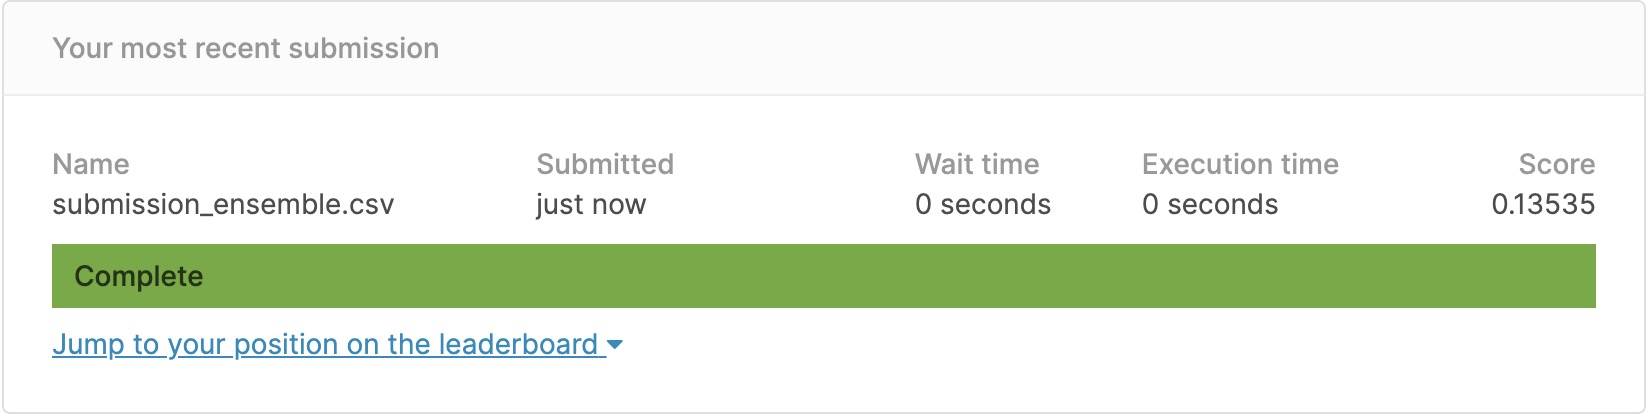 Your most recent submission
Name Submitted Wait time Execution time Score
submission_ensemble.csv just now 0 seconds 0 seconds 0.13535
Complete
Jump to your position on the leaderboard